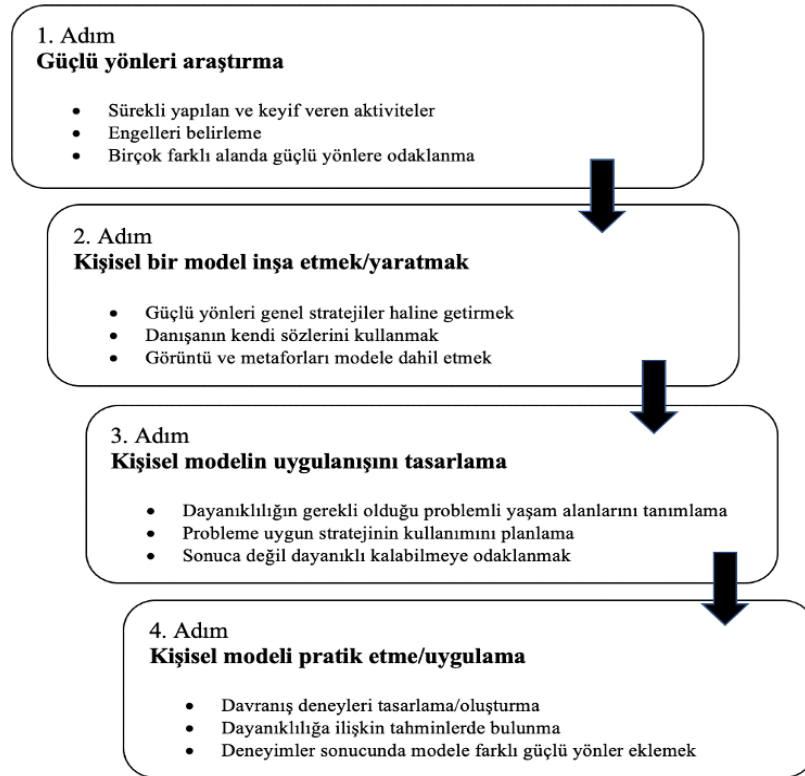 1. Adım
Güçlü yönleri araştırma
• Sürekli yapılan ve keyif veren aktiviteler
• Engelleri belirleme
• Birçok farklı alanda güçlü yönlere odaklanma
2. Adım
Kişisel bir model inşa etmek/yaratmak
• Güçlü yönleri genel stratejiler haline getirmek
• Danışanın kendi sözlerini kullanmak
• Görüntü ve metaforları modele dahil etmek
3. Adım
Kişisel modelin uygulanışını tasarlama
• Dayanıklılığın gerekli olduğu problemli yaşam alanlarını tanımlama
• Probleme uygun stratejinin kullanımını planlama
• Sonuca değil dayanıklı kalabilmeye odaklanmak
4. Adım
Kişisel modeli pratik etme/uygulama
• Davranış deneyleri tasarlama/oluşturma
• Dayanıklılığa ilişkin tahminlerde bulunma
• Deneyimler sonucunda modele farklı güçlü yönler eklemek